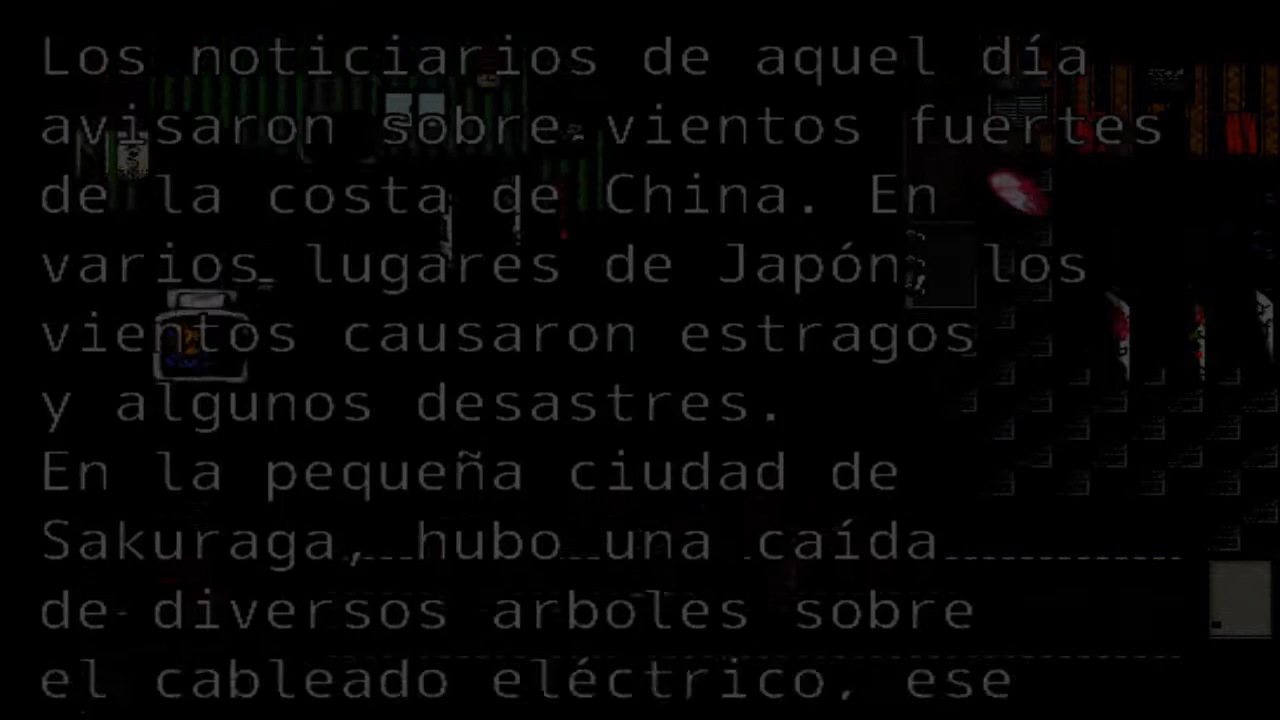 Los noticiarios de aquel día
avisaron sobre vientos fuertes
de la costa de China. En
varios lugares de Japón, los
vientos causaron estragos
y algunos desastres.
En la pequeña ciudad de
Sakuraga, hubo una caída
de diversos arboles sobre
el cableado eléctrico, ese